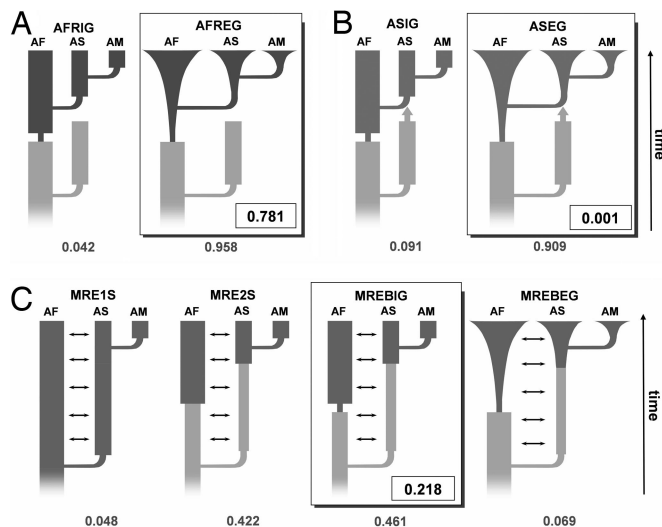 A
AFRIG
AF AS AM
AFREG
AF AS AM
0.781
0.042
0.958
B
ASIG
AF AS AM
ASEG
AF AS AM
0.001
0.091
0.909
time
C
MRE1S
AF AS AM
MRE2S
AF AS AM
MREBIG
AF AS AM
0.218
MREBEG
AF AS AM
0.048
0.422
0.461
0.069
time